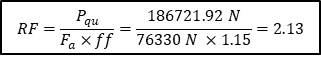 RF = P_qu / (F_a × ff) = 186721.92 N / (76330 N × 1.15) = 2.13